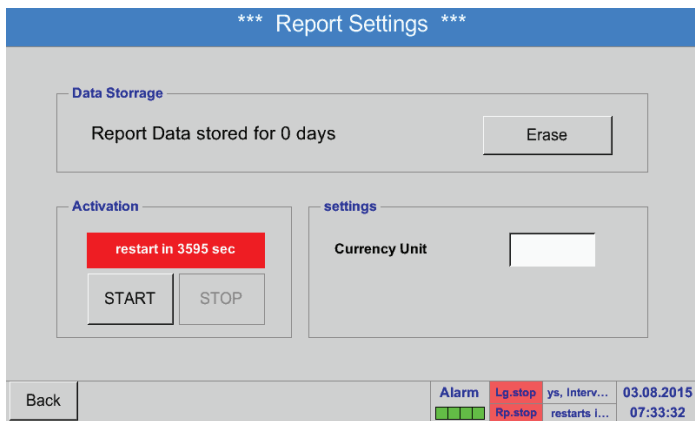 *** Report Settings ***
Data Storrage
Report Data stored for 0 days
Erase
Activation
restart in 3595 sec
START
STOP
settings
Currency Unit
Back
Alarm
Lg.stop
Rp.stop
ys, Interv...
restarts i...
03.08.2015
07:33:32